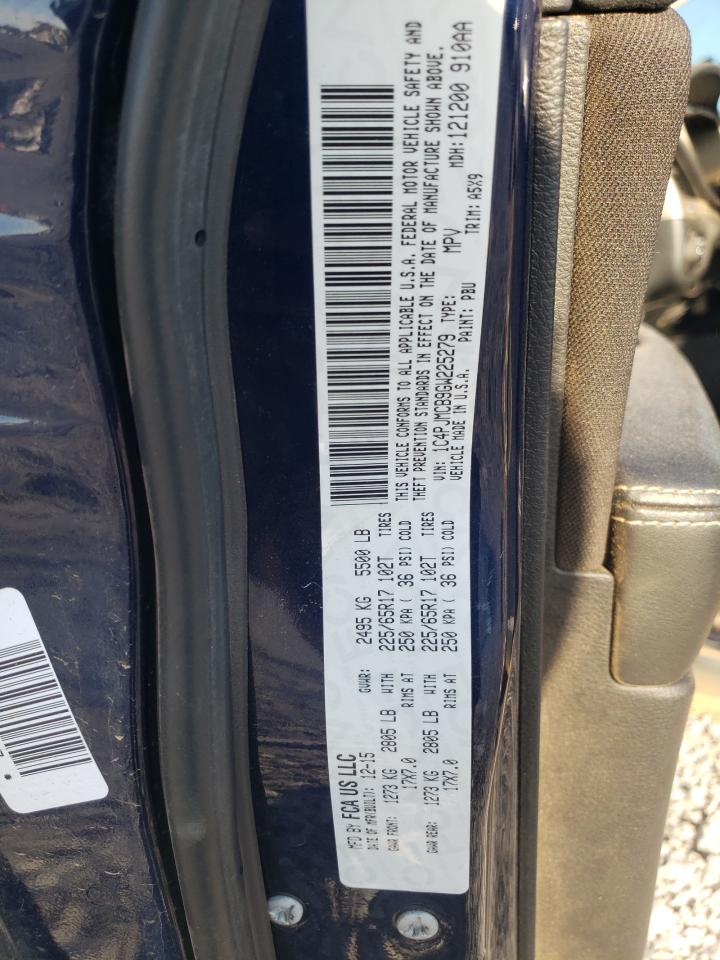 MFD BY FCA US LLC
DATE OF MFR(BUILT): 12-15 GVWR: 2495 KG 5500 LB
GAWR FRONT: 1273 KG 2805 LB WITH 225/65R17 102T TIRES
17X7.0 RIMS AT 250 KPA ( 36 PSI) COLD
GAWR REAR: 1273 KG 2805 LB WITH 225/65R17 102T TIRES
17X7.0 RIMS AT 250 KPA ( 36 PSI) COLD
THIS VEHICLE CONFORMS TO ALL APPLICABLE U.S.A. FEDERAL MOTOR VEHICLE SAFETY AND
THEFT PREVENTION STANDARDS IN EFFECT ON THE DATE OF MANUFACTURE SHOWN ABOVE.
VIN: 1C4PJMCB9GW225279 TYPE: MPV MDH: 121200 910AA
VEHICLE MADE IN U.S.A. PAINT: PBU TRIM: A5X9